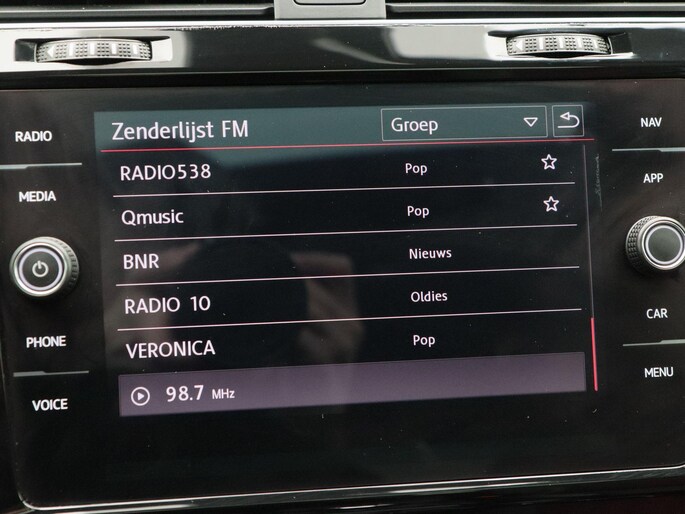 RADIO
MEDIA
PHONE
VOICE
Zenderlijst FM
Groep
RADIO538 Pop
Qmusic Pop
BNR Nieuws
RADIO 10 Oldies
VERONICA Pop
98.7 MHz
NAV
APP
CAR
MENU